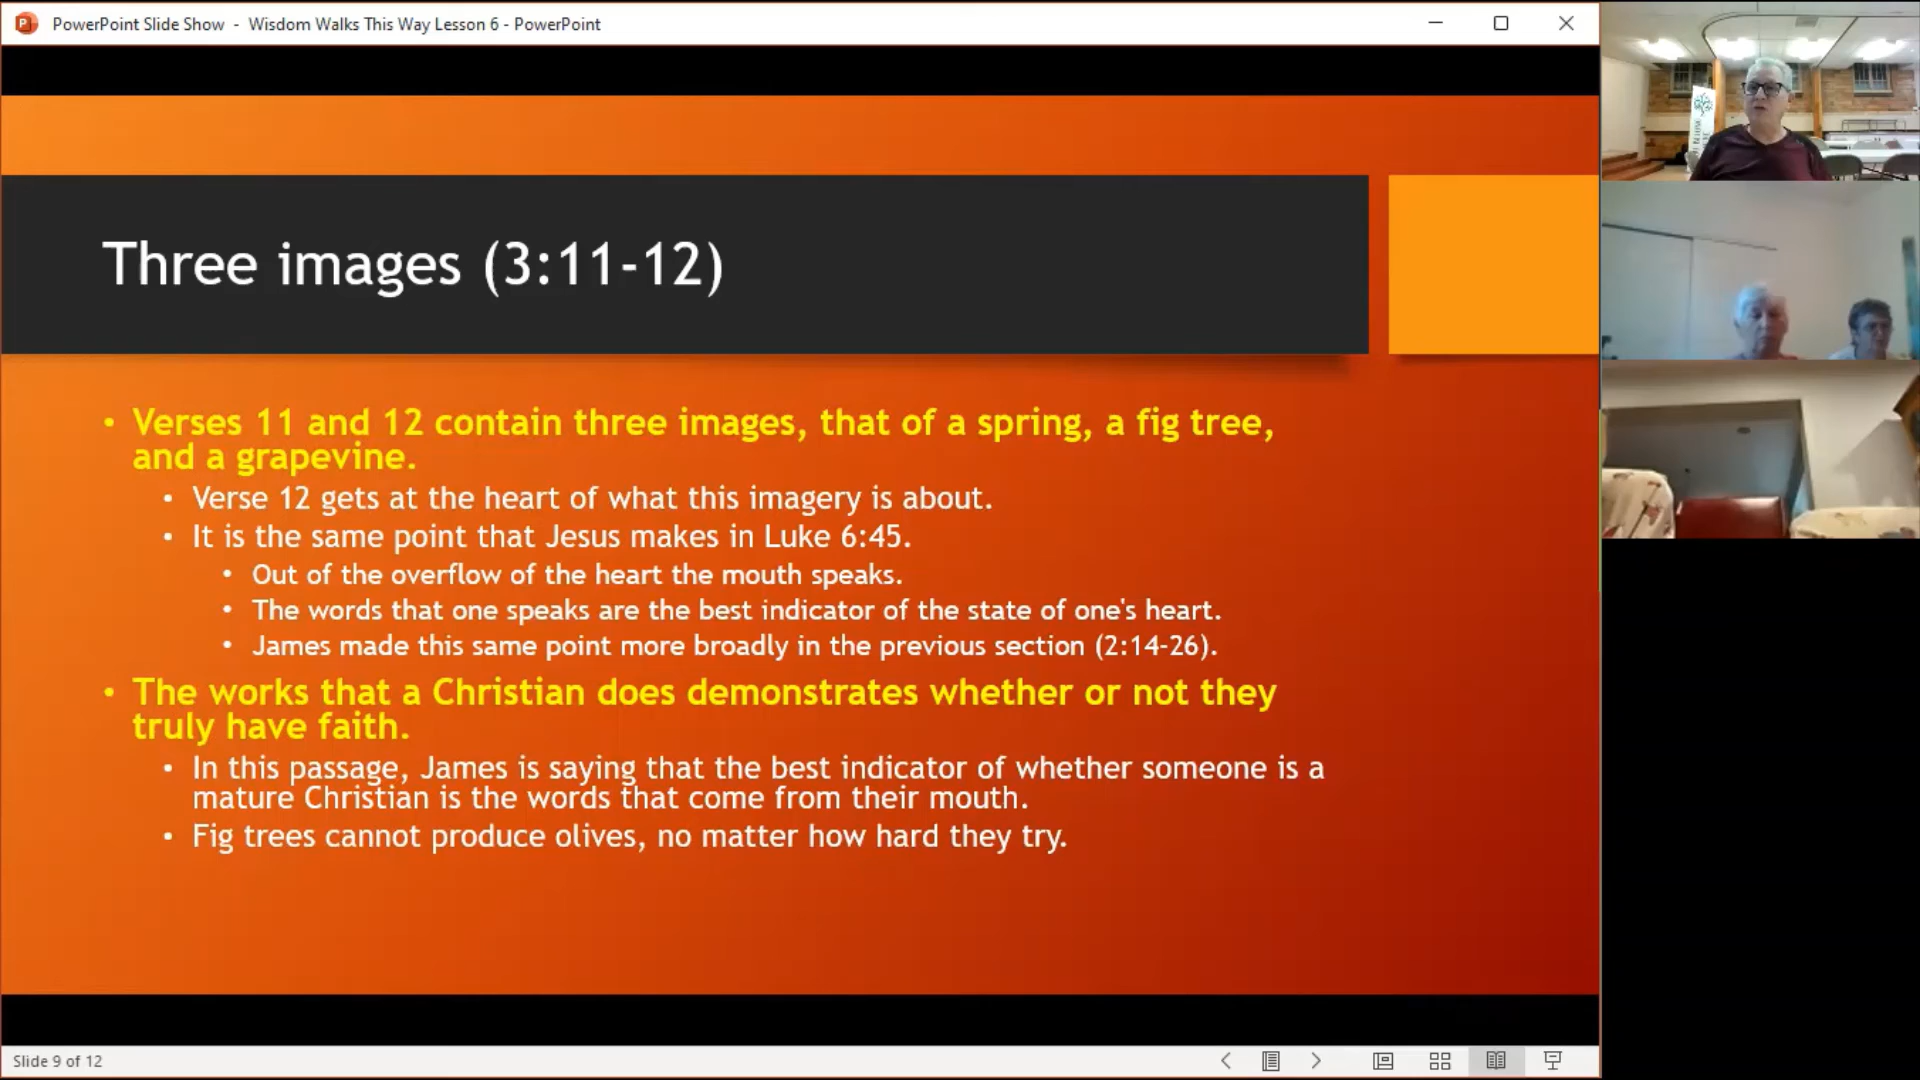 PowerPoint Slide Show - Wisdom Walks This Way Lesson 6 - PowerPoint
Three images (3:11-12)
• Verses 11 and 12 contain three images, that of a spring, a fig tree,
and a grapevine.
• Verse 12 gets at the heart of what this imagery is about.
• It is the same point that Jesus makes in Luke 6:45.
• Out of the overflow of the heart the mouth speaks.
• The words that one speaks are the best indicator of the state of one's heart.
• James made this same point more broadly in the previous section (2:14-26).
• The works that a Christian does demonstrates whether or not they
truly have faith.
• In this passage, James is saying that the best indicator of whether someone is a
mature Christian is the words that come from their mouth.
• Fig trees cannot produce olives, no matter how hard they try.
Slide 9 of 12